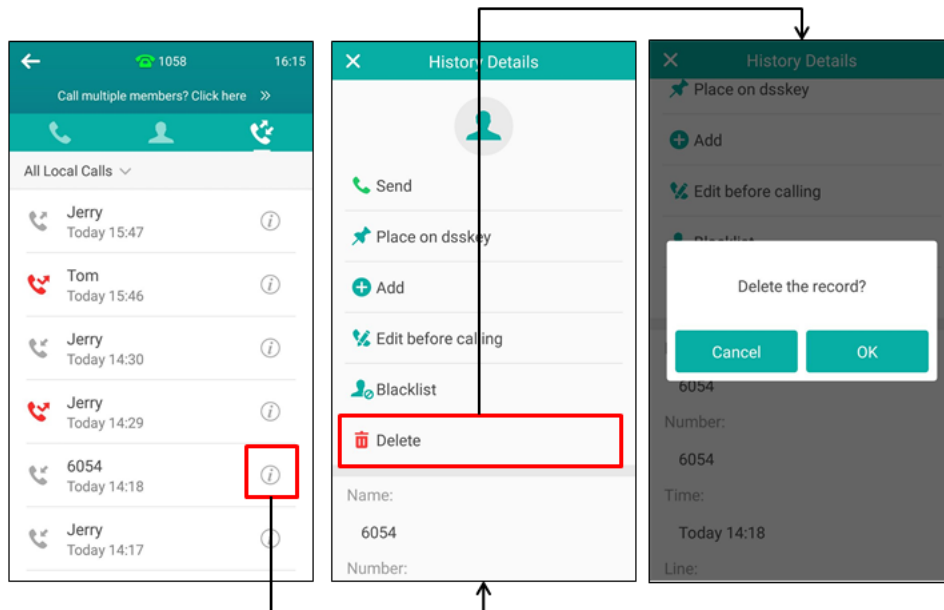 1058
16:15
Call multiple members? Click here »
All Local Calls
Jerry
Today 15:47
Tom
Today 15:46
Jerry
Today 14:30
Jerry
Today 14:29
6054
Today 14:18
Jerry
Today 14:17
History Details
Send
Place on dsskey
Add
Edit before calling
Blacklist
Delete
Name:
6054
Number:
History Details
Place on dsskey
Add
Edit before calling
Blacklist
Delete the record?
Cancel
OK
6054
Number:
6054
Time:
Today 14:18
Line: